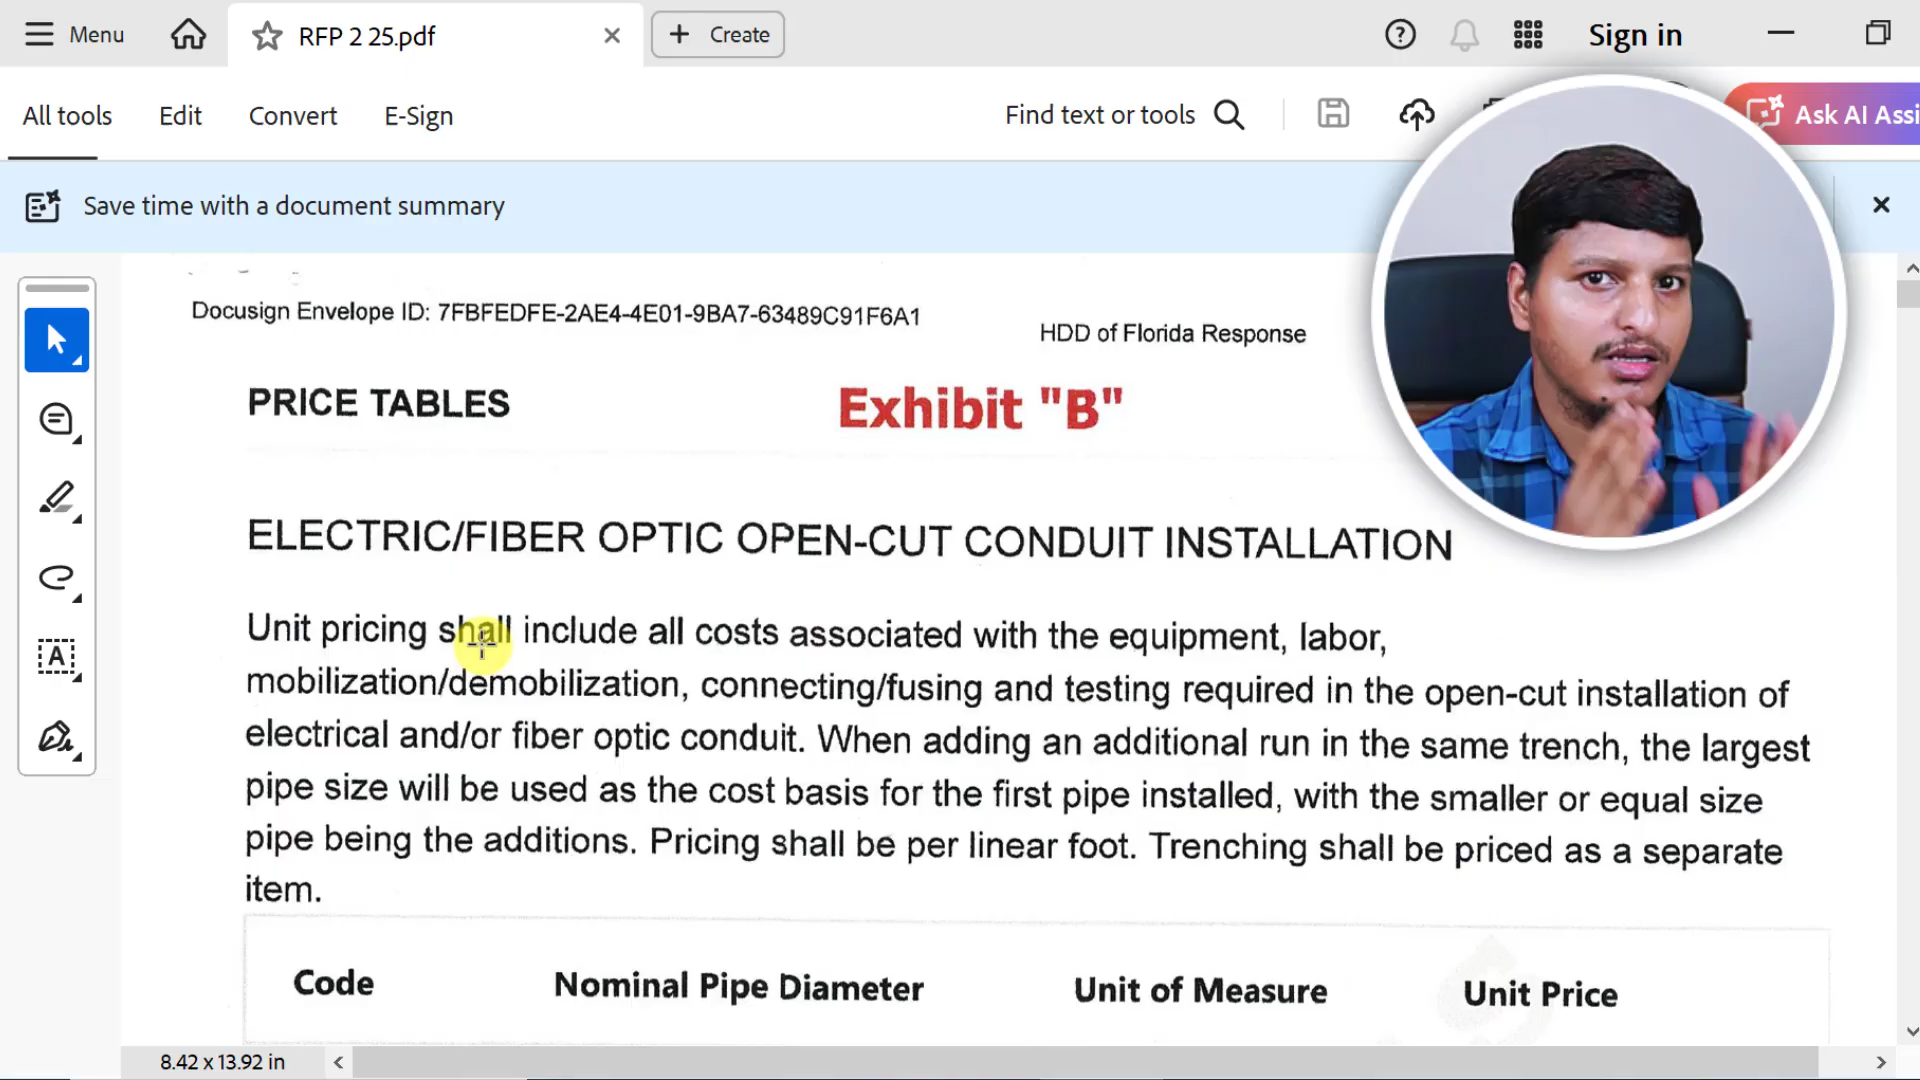 Menu
RFP 2 25.pdf
Create
Sign in
All tools
Edit
Convert
E-Sign
Find text or tools
Ask AI Assi
Save time with a document summary
Docusign Envelope ID: 7FBFEDFE-2AE4-4E01-9BA7-63489C91F6A1
HDD of Florida Response
PRICE TABLES
Exhibit "B"
ELECTRIC/FIBER OPTIC OPEN-CUT CONDUIT INSTALLATION
Unit pricing shall include all costs associated with the equipment, labor,
mobilization/demobilization, connecting/fusing and testing required in the open-cut installation of
electrical and/or fiber optic conduit. When adding an additional run in the same trench, the largest
pipe size will be used as the cost basis for the first pipe installed, with the smaller or equal size
pipe being the additions. Pricing shall be per linear foot. Trenching shall be priced as a separate
item.
Code
Nominal Pipe Diameter
Unit of Measure
Unit Price
8.42 x 13.92 in